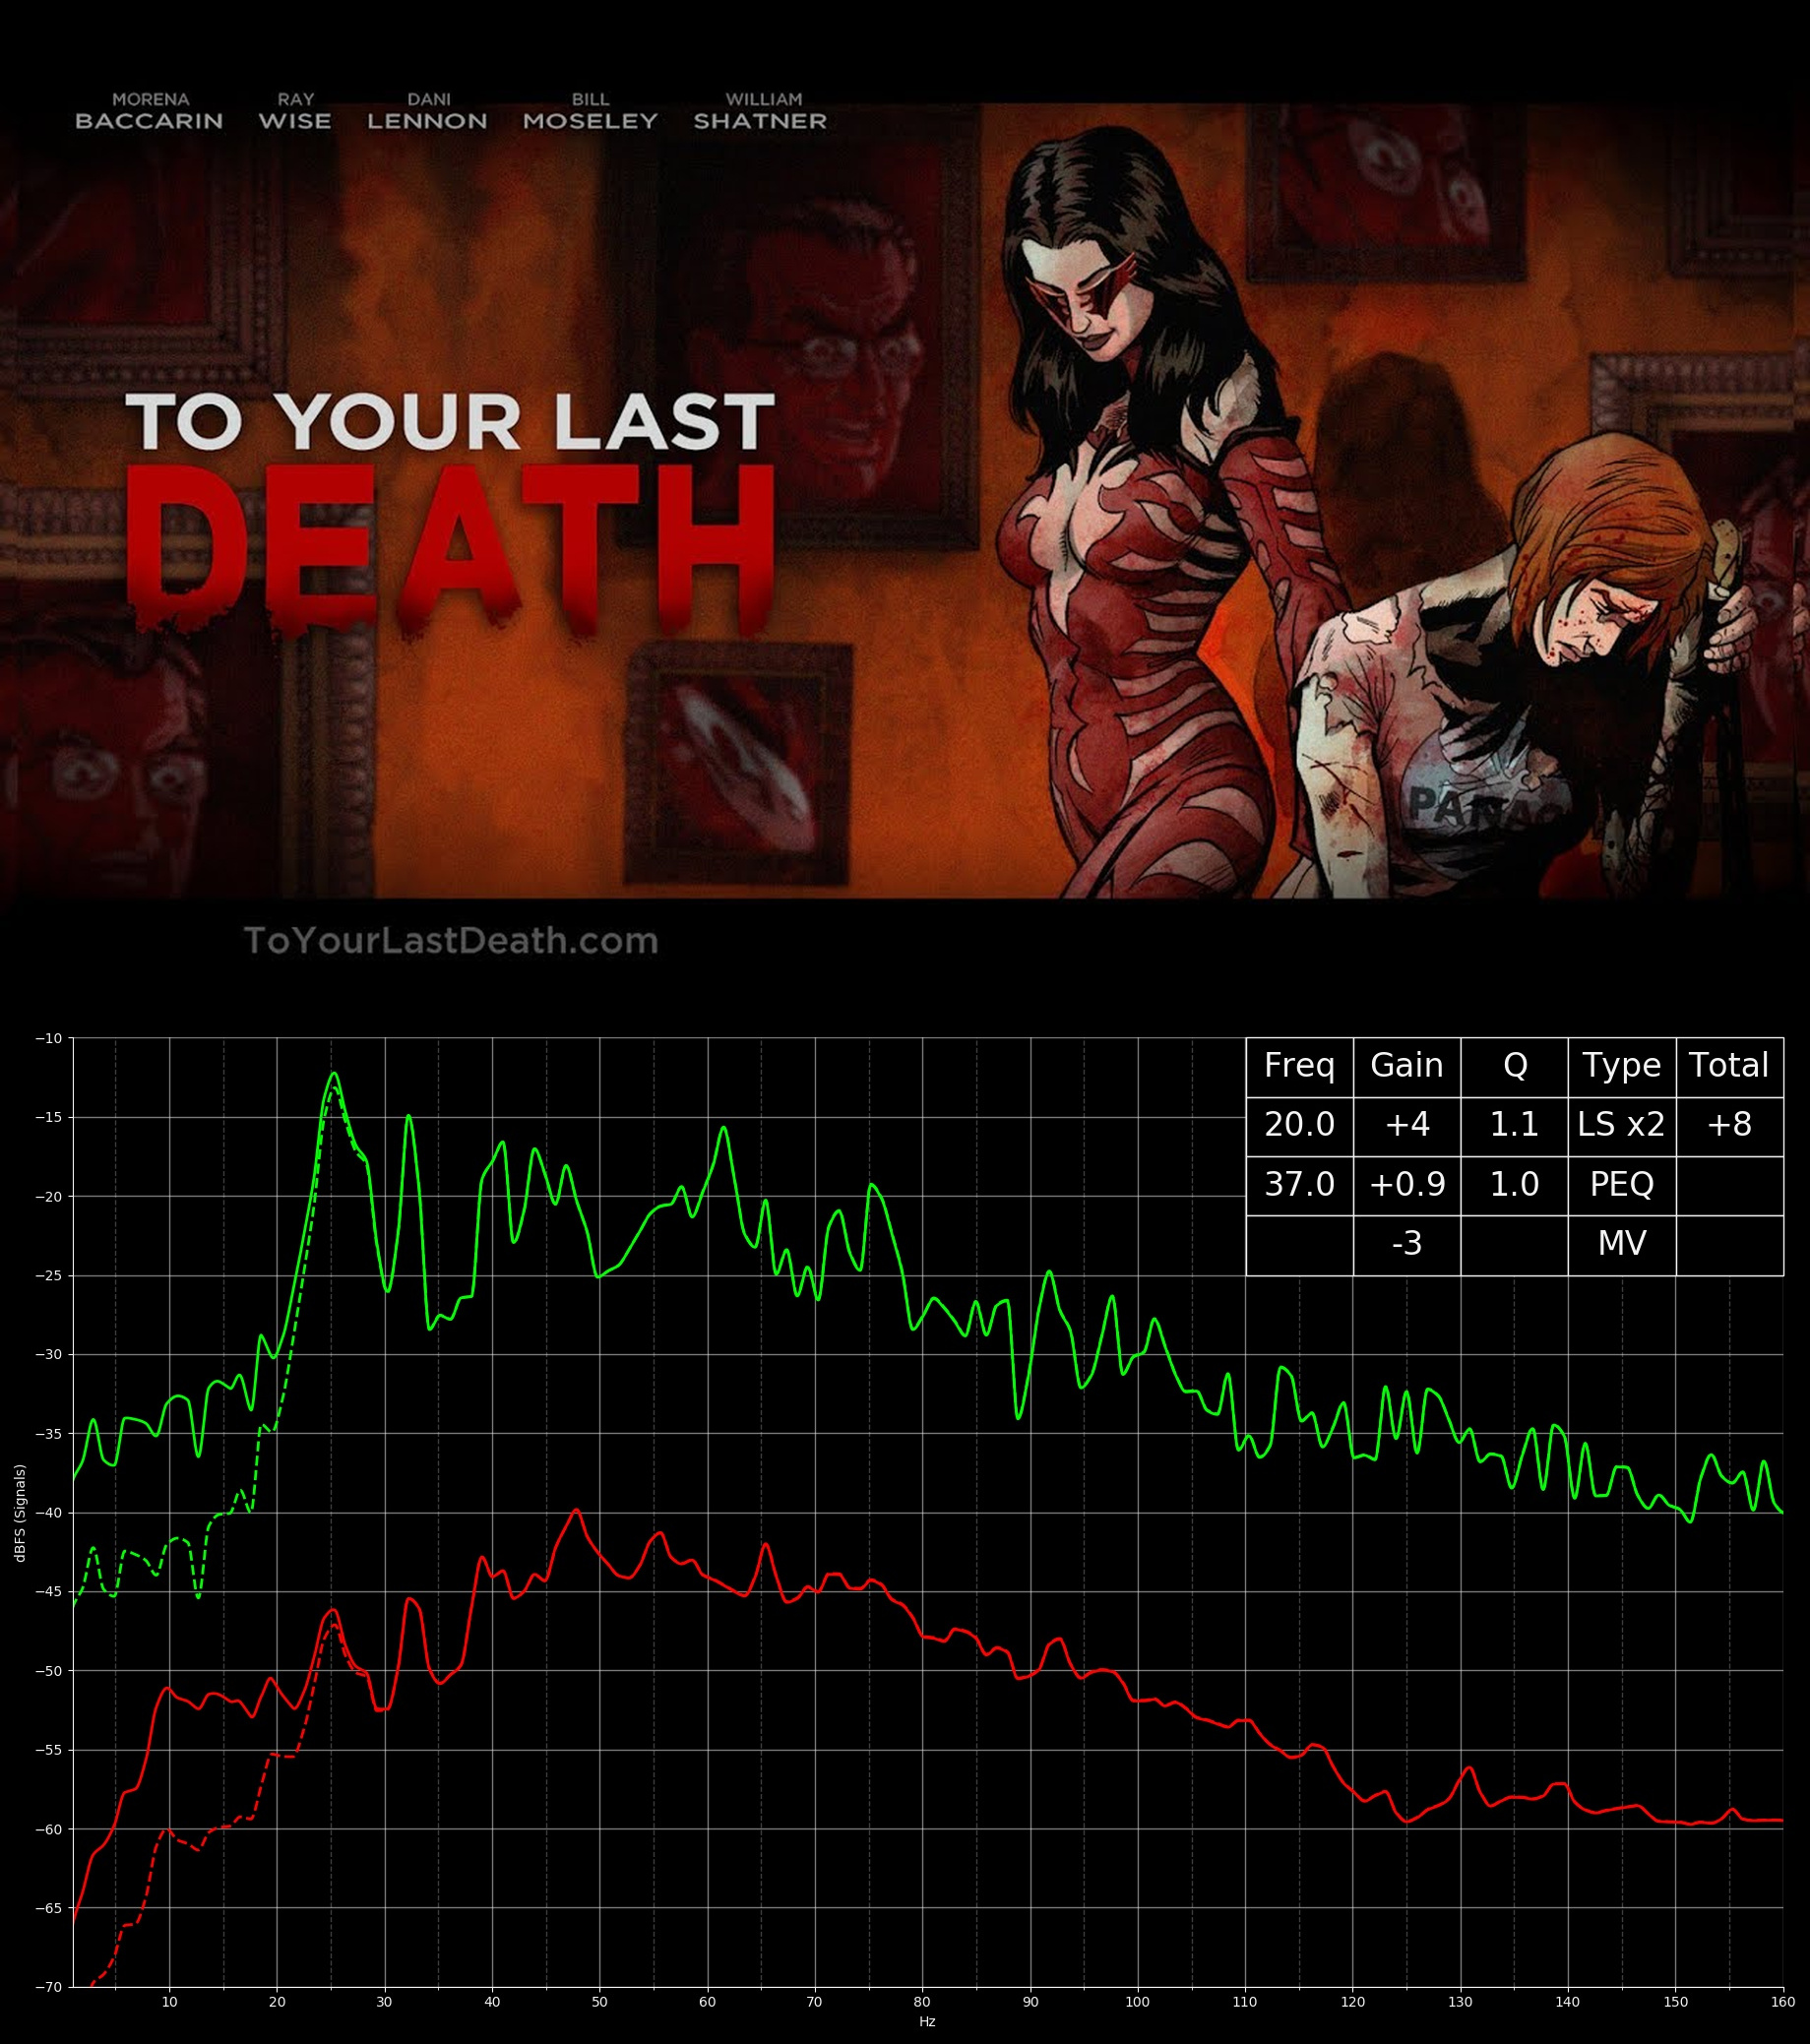 MORENA RAY DANI BILL WILLIAM
BACCARIN WISE LENNON MOSELEY SHATNER
TO YOUR LAST
DEATH
ToYourLastDeath.com
Freq Gain Q Type Total
20.0 +4 1.1 LS x2 +8
37.0 +0.9 1.0 PEQ
-3 MV
−10
−15
−20
−25
−30
−35
−40
−45
−50
−55
−60
−65
−70
dBFS (Signals)
10 20 30 40 50 60 70 80 90 100 110 120 130 140 150 160
Hz